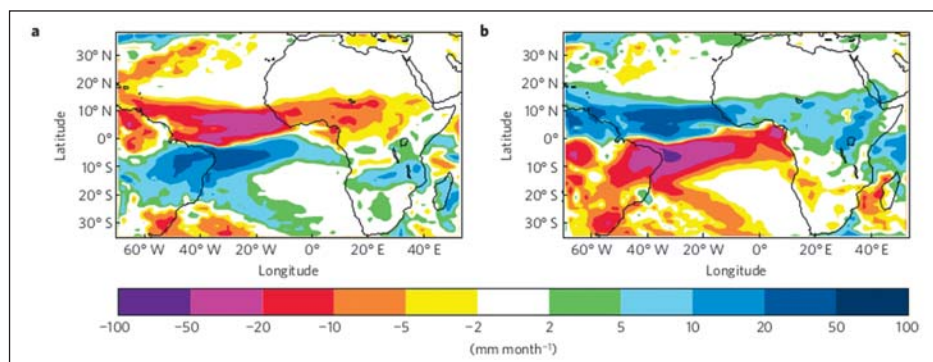 a
b
30° N
20° N
10° N
0°
10° S
20° S
30° S
Latitude
60° W 40° W 20° W 0° 20° E 40° E
Longitude
30° N
20° N
10° N
0°
10° S
20° S
30° S
Latitude
60° W 40° W 20° W 0° 20° E 40° E
Longitude
−100 −50 −20 −10 −5 −2 2 5 10 20 50 100
(mm month⁻¹)